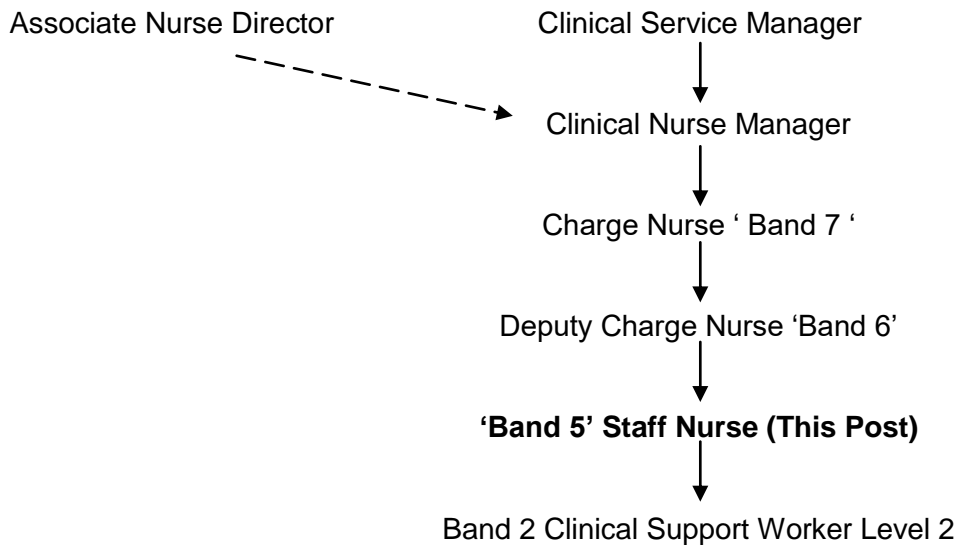 Associate Nurse Director
Clinical Service Manager
Clinical Nurse Manager
Charge Nurse ‘ Band 7 ‘
Deputy Charge Nurse ‘Band 6’
‘Band 5’ Staff Nurse (This Post)
Band 2 Clinical Support Worker Level 2